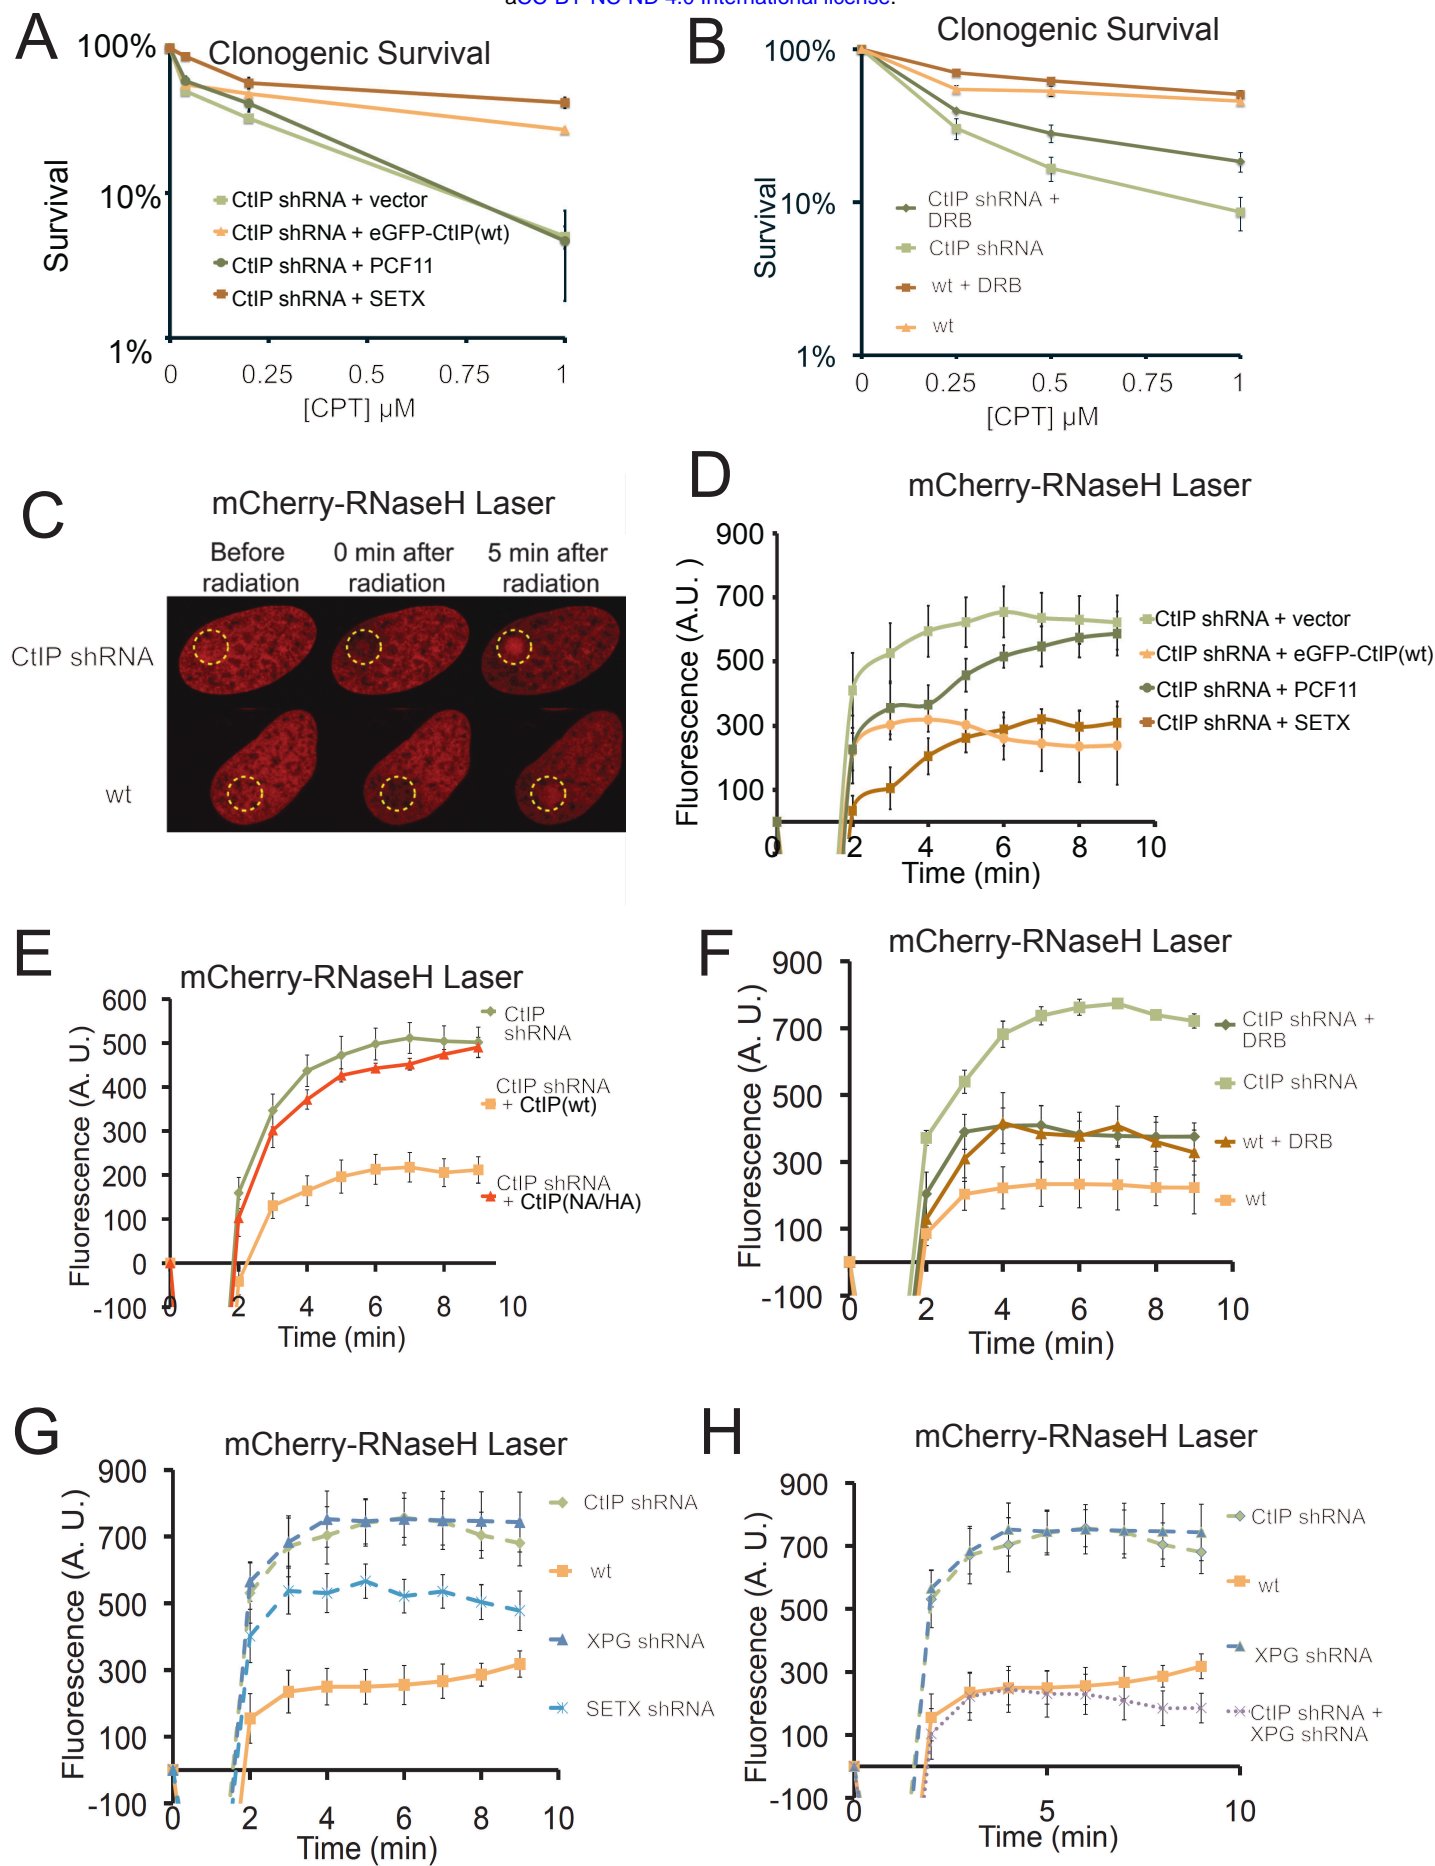 aCC-BY-NC-ND 4.0 International license.
A
Clonogenic Survival
100%
10%
1%
Survival
CtIP shRNA + vector
CtIP shRNA + eGFP-CtIP(wt)
CtIP shRNA + PCF11
CtIP shRNA + SETX
0 0.25 0.5 0.75 1
[CPT] µM
B
Clonogenic Survival
100%
10%
1%
Survival
CtIP shRNA +
DRB
CtIP shRNA
wt + DRB
wt
0 0.25 0.5 0.75 1
[CPT] µM
C
mCherry-RNaseH Laser
Before
radiation
0 min after
radiation
5 min after
radiation
CtIP shRNA
wt
D
mCherry-RNaseH Laser
900
700
500
300
100
Fluorescence (A.U. )
CtIP shRNA + vector
CtIP shRNA + eGFP-CtIP(wt)
CtIP shRNA + PCF11
CtIP shRNA + SETX
0 2 4 6 8 10
Time (min)
E
mCherry-RNaseH Laser
600
500
400
300
200
100
0
-100
Fluorescence (A. U.)
CtIP
shRNA
CtIP shRNA
+ CtIP(wt)
CtIP shRNA
+ CtIP(NA/HA)
0 2 4 6 8 10
Time (min)
F
mCherry-RNaseH Laser
900
700
500
300
100
-100
Fluorescence (A. U.)
CtIP shRNA +
DRB
CtIP shRNA
wt + DRB
wt
0 2 4 6 8 10
Time (min)
G
mCherry-RNaseH Laser
900
700
500
300
100
-100
Fluorescence (A. U.)
CtIP shRNA
wt
XPG shRNA
SETX shRNA
0 2 4 6 8 10
Time (min)
H
mCherry-RNaseH Laser
900
700
500
300
100
-100
Fluorescence (A. U.)
CtIP shRNA
wt
XPG shRNA
CtIP shRNA +
XPG shRNA
0 5 10
Time (min)